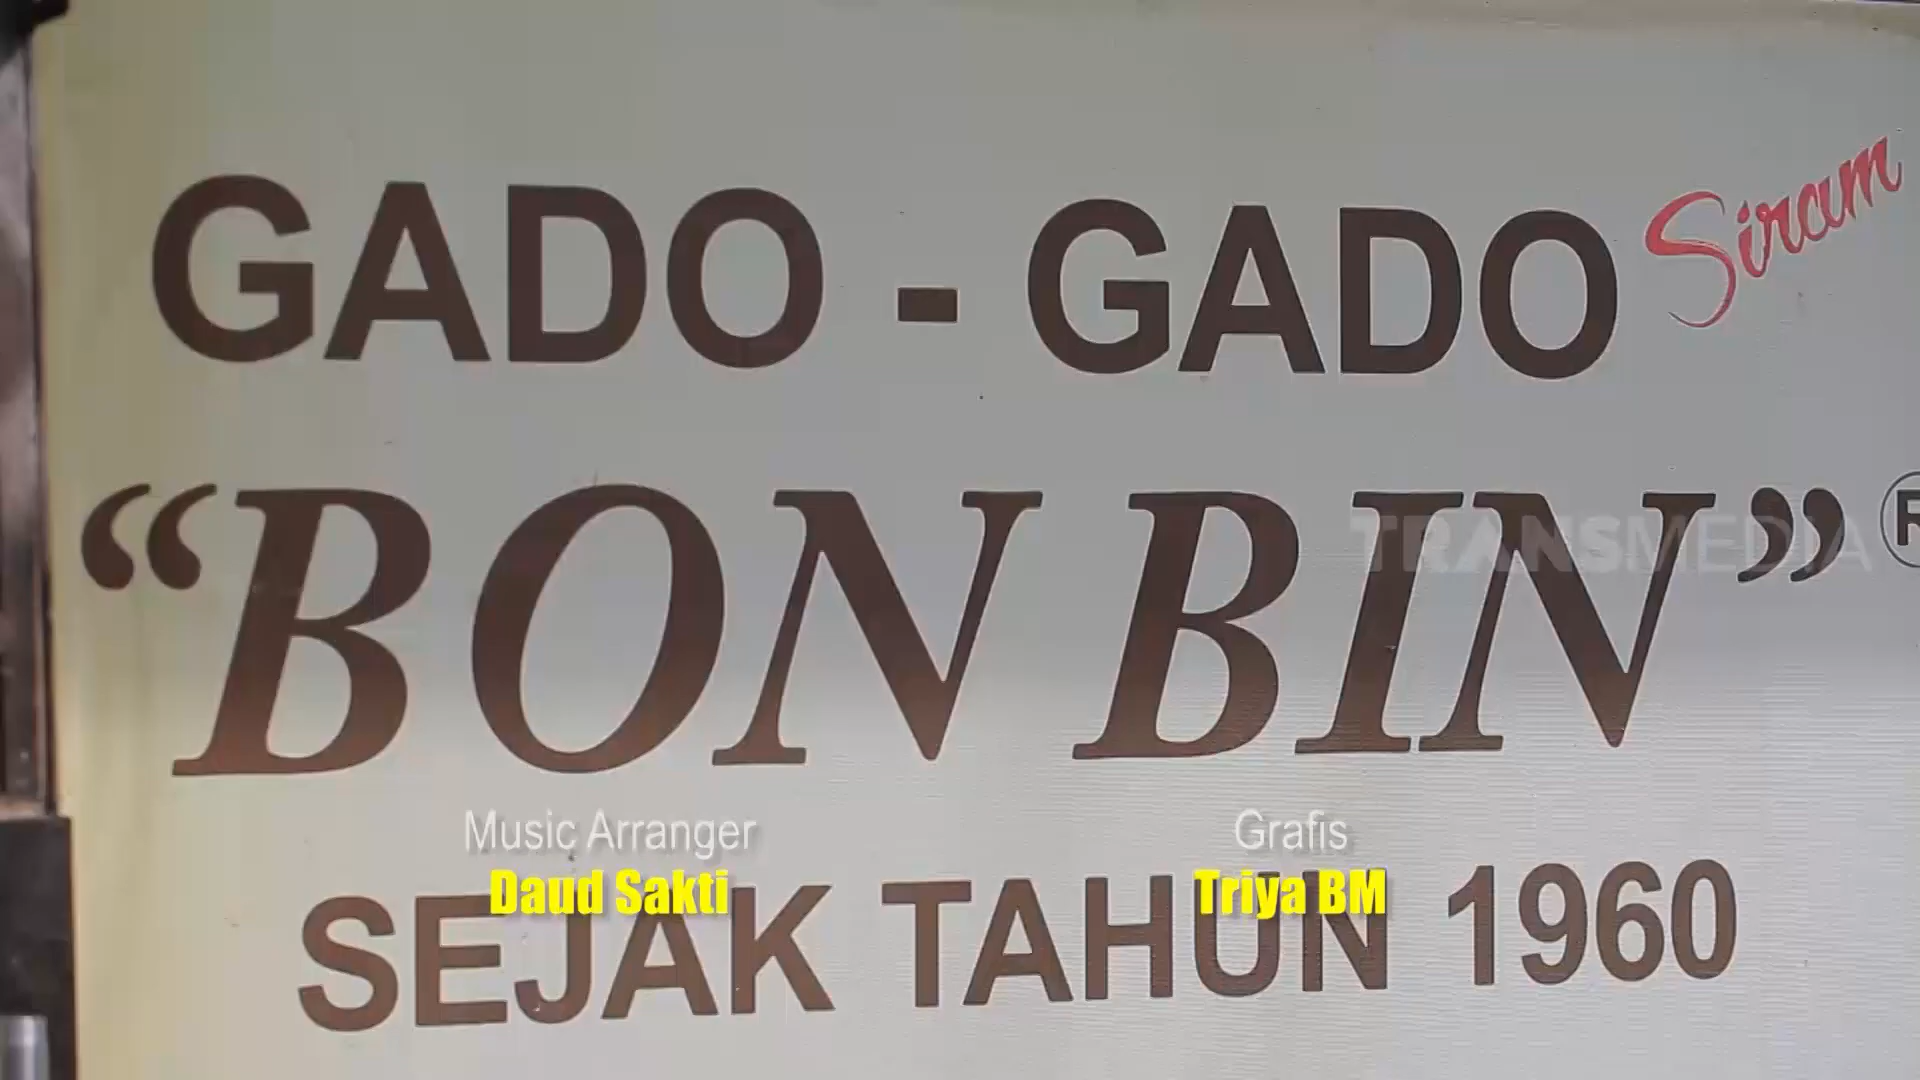 GADO - GADO Siram
"BON BIN" ®
TRANSMEDIA
Music Arranger
Daud Sakti
Grafis
Triya BM
SEJAK TAHUN 1960